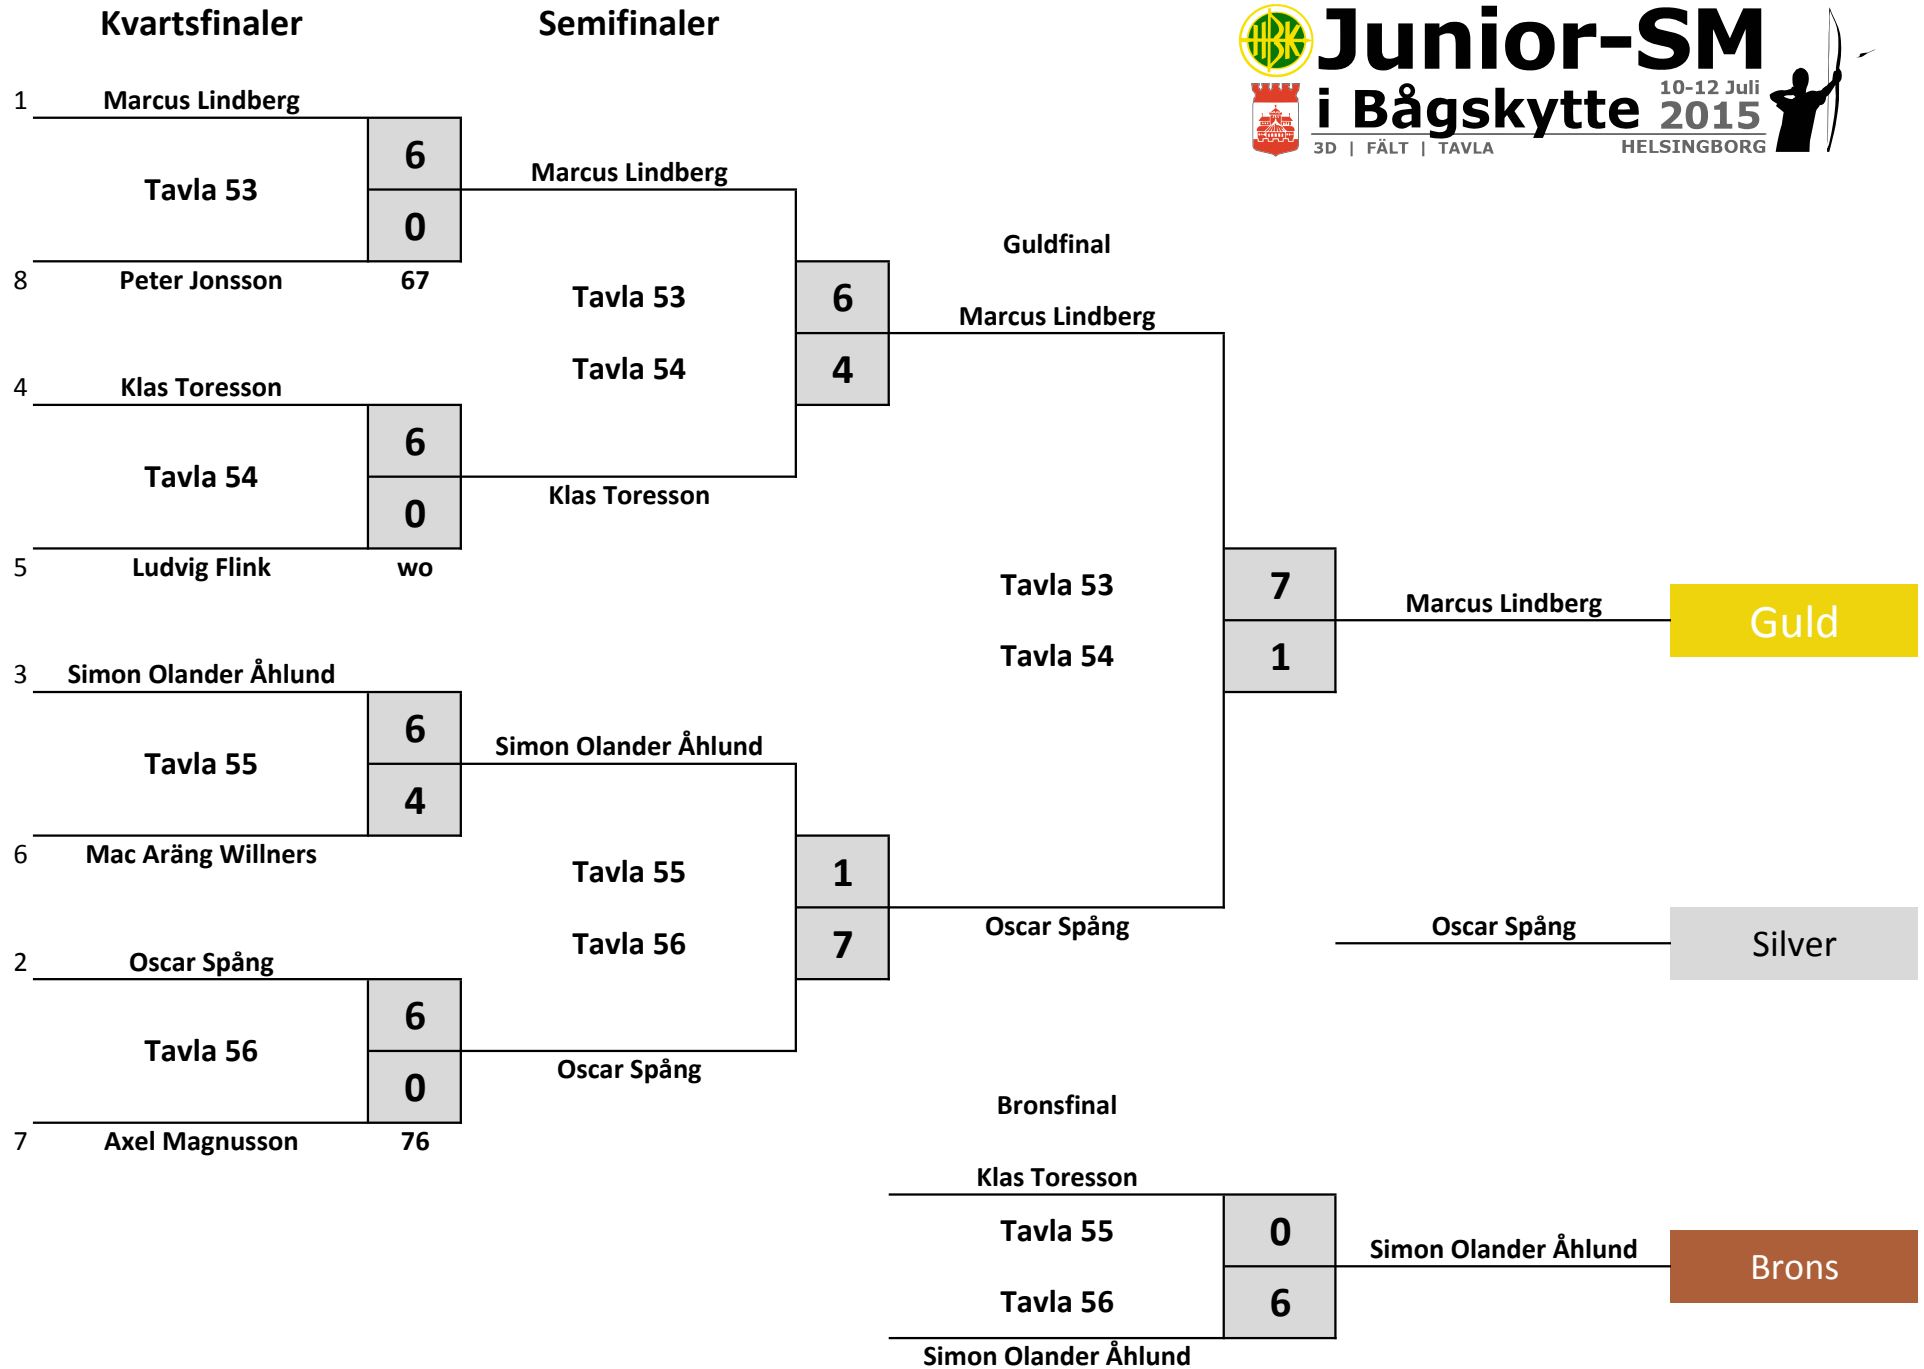 Kvartsfinaler
Semifinaler
HBK
Junior-SM
i Bågskytte
10-12 Juli
2015
3D | FÄLT | TAVLA
HELSINGBORG
1
Marcus Lindberg
Tavla 53
6
0
8
Peter Jonsson
67
4
Klas Toresson
Tavla 54
6
0
5
Ludvig Flink
wo
3
Simon Olander Åhlund
Tavla 55
6
4
6
Mac Aräng Willners
2
Oscar Spång
Tavla 56
6
0
7
Axel Magnusson
76
Marcus Lindberg
Tavla 53
6
Tavla 54
4
Klas Toresson
Simon Olander Åhlund
Tavla 55
1
Tavla 56
7
Oscar Spång
Guldfinal
Marcus Lindberg
Tavla 53
7
Tavla 54
1
Oscar Spång
Marcus Lindberg
Guld
Oscar Spång
Silver
Bronsfinal
Klas Toresson
Tavla 55
0
Tavla 56
6
Simon Olander Åhlund
Simon Olander Åhlund
Brons